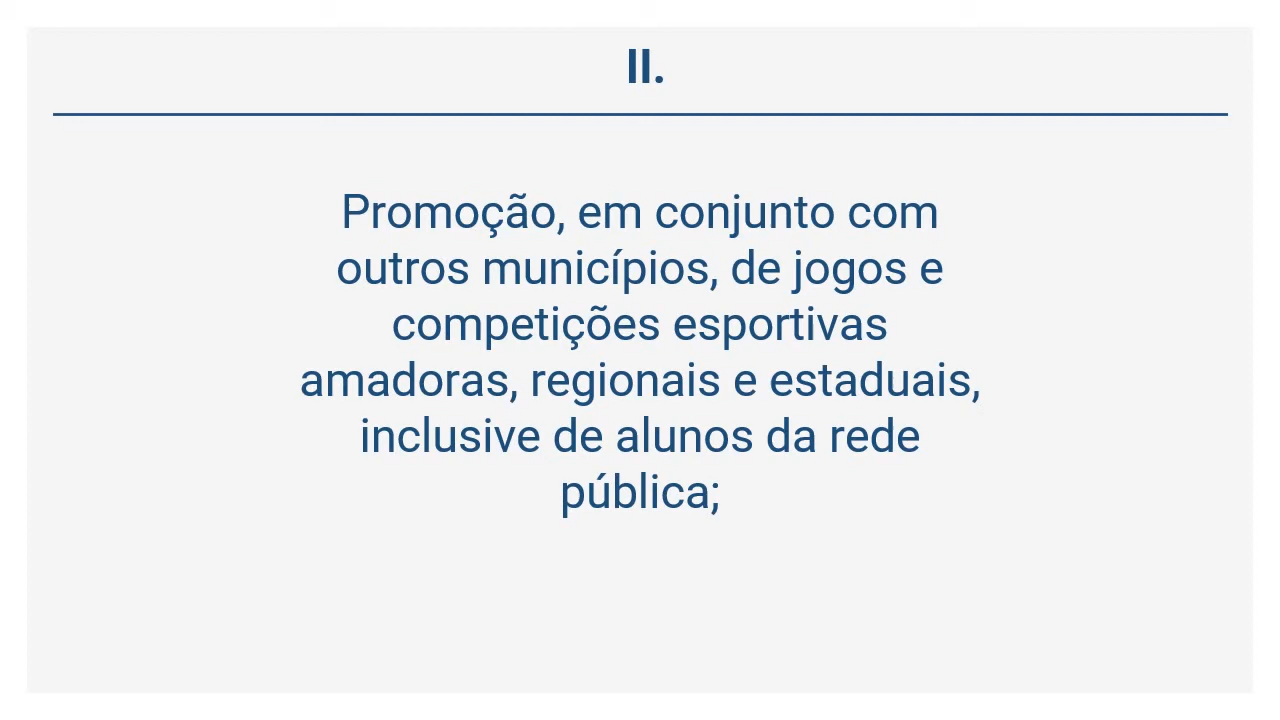 II.
Promoção, em conjunto com
outros municípios, de jogos e
competições esportivas
amadoras, regionais e estaduais,
inclusive de alunos da rede
pública;